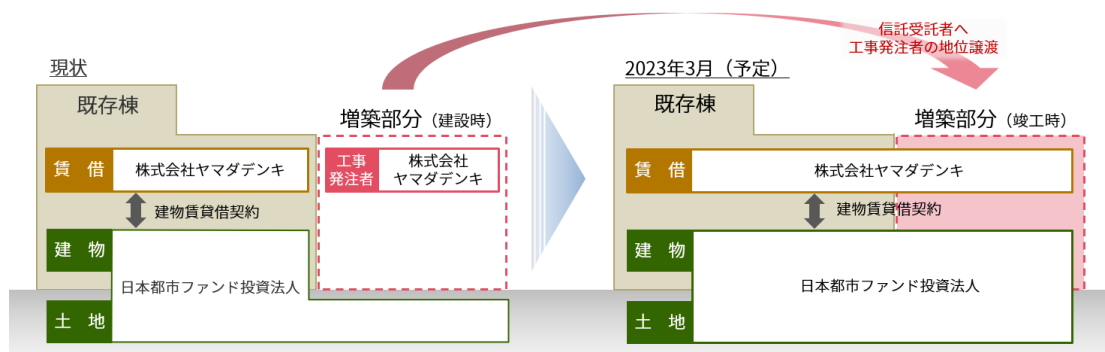 信託受託者へ
工事発注者の地位譲渡
現状
既存棟
増築部分（建設時）
賃 借
株式会社ヤマダデンキ
工事
発注者
株式会社
ヤマダデンキ
建物賃貸借契約
建 物
日本都市ファンド投資法人
土 地
2023年3月（予定）
既存棟
増築部分（竣工時）
賃 借
株式会社ヤマダデンキ
建物賃貸借契約
建 物
日本都市ファンド投資法人
土 地